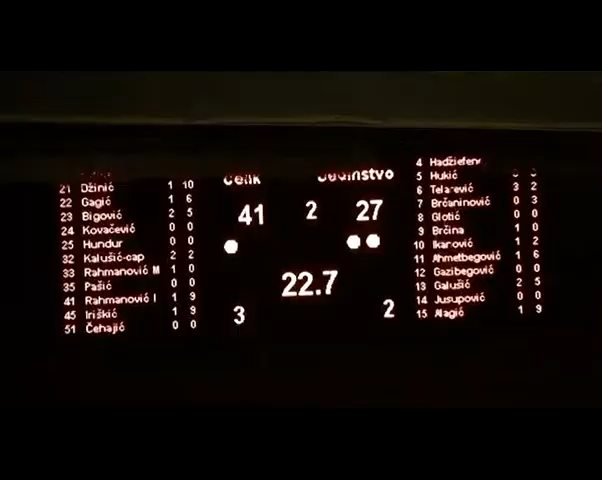 21 Džinić 1 10
22 Gagić 1 6
23 Bigović 2 5
24 Kovačević 0 0
25 Hundur 0 0
32 Kalušić-cap 2 2
33 Rahmanović M 1 0
35 Pašić 0 0
41 Rahmanović I 1 9
45 Iriškić 1 9
51 Čehajić 0 0
Čelik Jedinstvo
41 2 27
22.7
3 2
4 Hadžiefen
5 Hukić
6 Telarević 3 2
7 Brčaninović 0 3
8 Glotić 0 0
9 Brčina 1 0
10 Ikarović 1 2
11 Ahmetbegović 1 6
12 Gazibegović 0 0
13 Galušić 2 5
14 Jusupović 0 0
15 Alagić 1 9